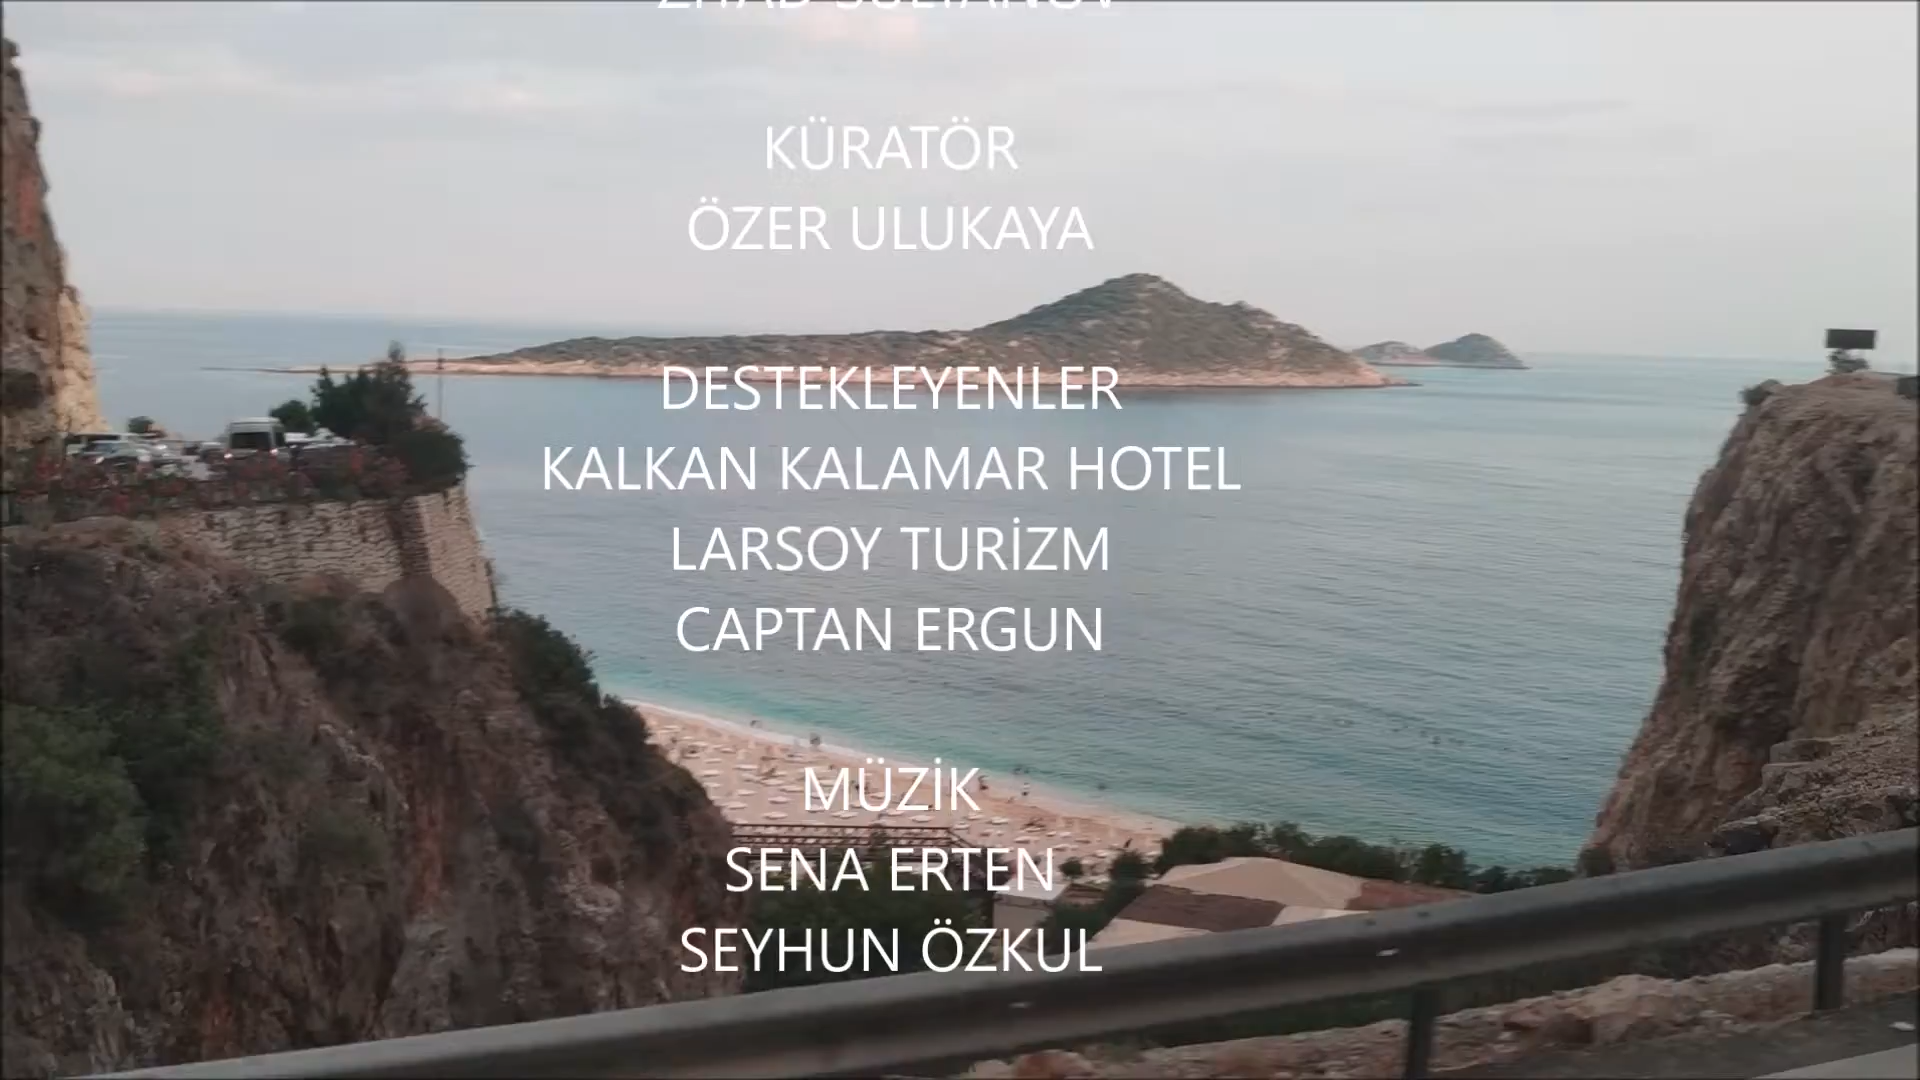 KÜRATÖR
ÖZER ULUKAYA
DESTEKLEYENLER
KALKAN KALAMAR HOTEL
LARSOY TURİZM
CAPTAN ERGUN
MÜZİK
SENA ERTEN
SEYHUN ÖZKUL